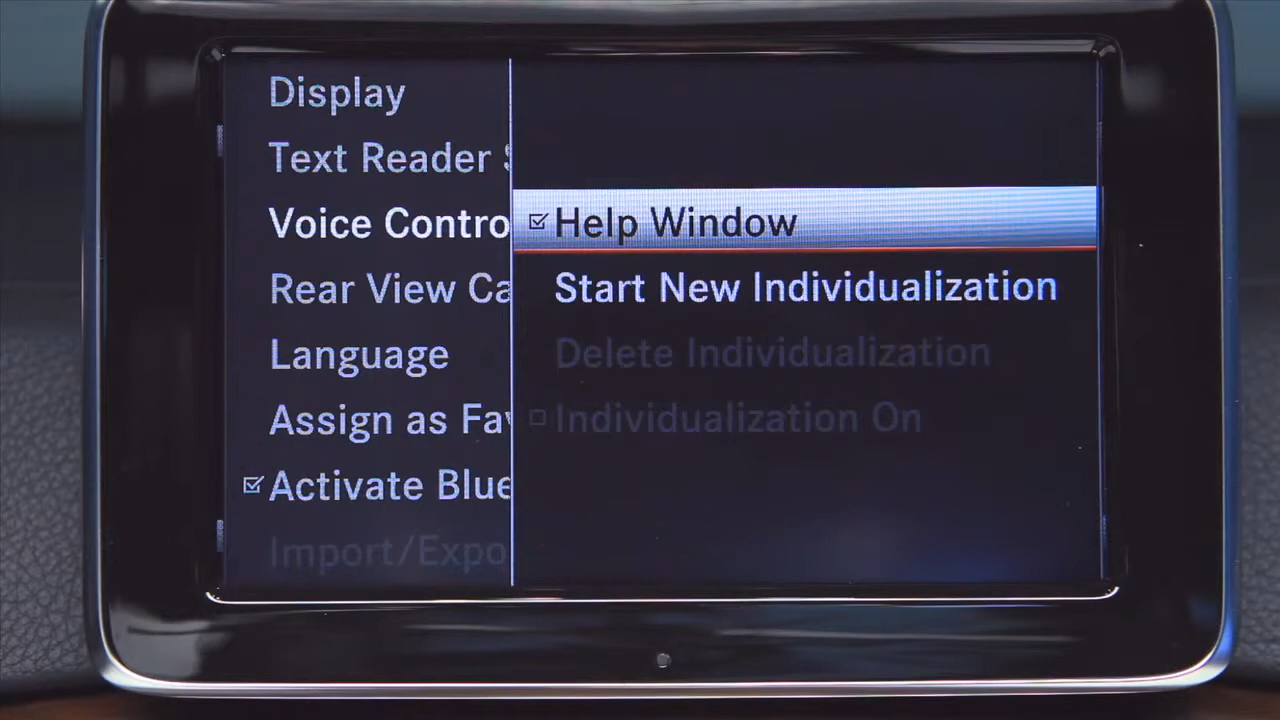 Display
Text Reader
Voice Contro
Rear View Ca
Language
Assign as Fav
Activate Blue
Import/Expo
Help Window
Start New Individualization
Delete Individualization
Individualization On